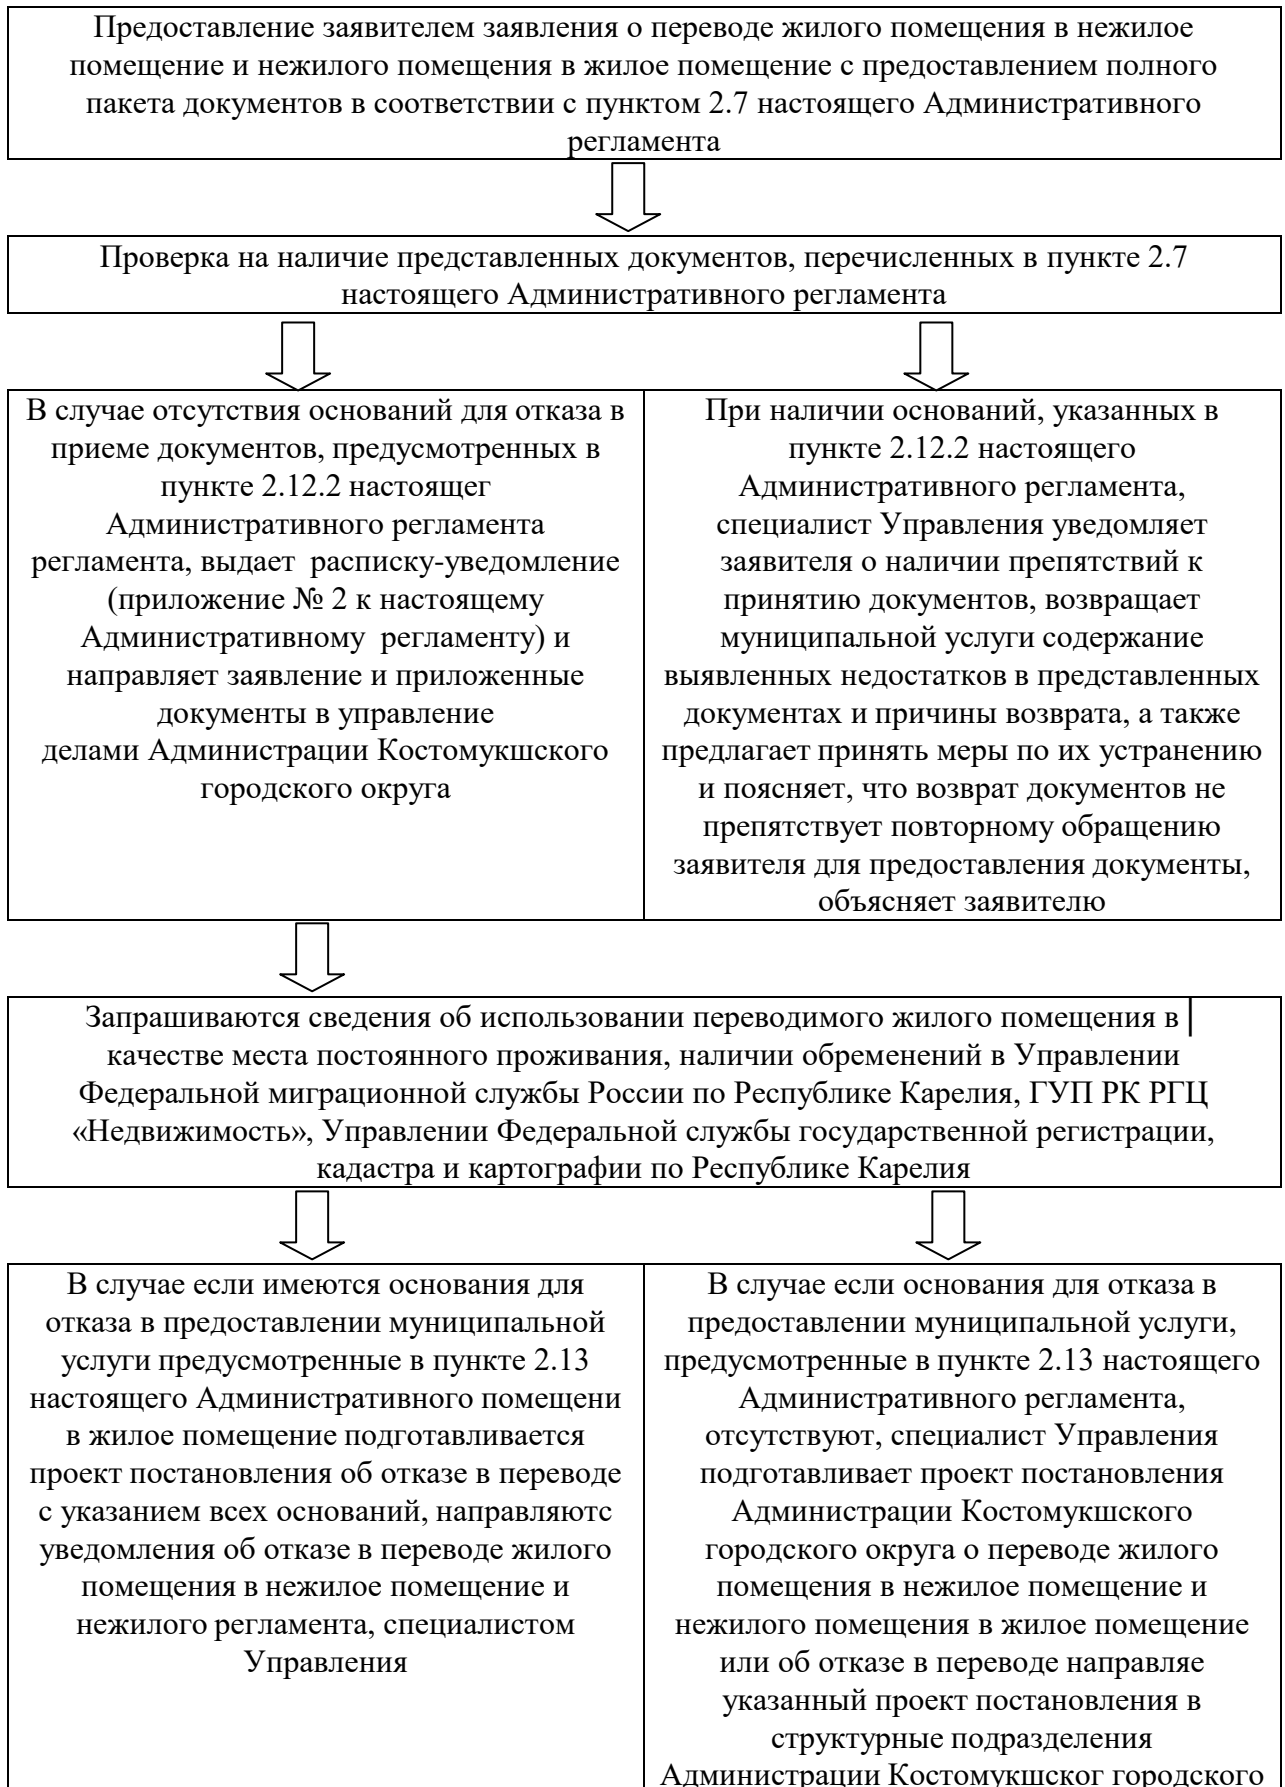 Предоставление заявителем заявления о переводе жилого помещения в нежилое
помещение и нежилого помещения в жилое помещение с предоставлением полного
пакета документов в соответствии с пунктом 2.7 настоящего Административного
регламента
Проверка на наличие представленных документов, перечисленных в пункте 2.7
настоящего Административного регламента
В случае отсутствия оснований для отказа в
приеме документов, предусмотренных в
пункте 2.12.2 настоящег
Административного регламента
регламента, выдает расписку-уведомление
(приложение № 2 к настоящему
Административному регламенту) и
направляет заявление и приложенные
документы в управление
делами Администрации Костомукшского
городского округа
При наличии оснований, указанных в
пункте 2.12.2 настоящего
Административного регламента,
специалист Управления уведомляет
заявителя о наличии препятствий к
принятию документов, возвращает
муниципальной услуги содержание
выявленных недостатков в представленных
документах и причины возврата, а также
предлагает принять меры по их устранению
и поясняет, что возврат документов не
препятствует повторному обращению
заявителя для предоставления документы,
объясняет заявителю
Запрашиваются сведения об использовании переводимого жилого помещения в
качестве места постоянного проживания, наличии обременений в Управлении
Федеральной миграционной службы России по Республике Карелия, ГУП РК РГЦ
«Недвижимость», Управлении Федеральной службы государственной регистрации,
кадастра и картографии по Республике Карелия
В случае если имеются основания для
отказа в предоставлении муниципальной
услуги предусмотренные в пункте 2.13
настоящего Административного помещени
в жилое помещение подготавливается
проект постановления об отказе в переводе
с указанием всех оснований, направляютс
уведомления об отказе в переводе жилого
помещения в нежилое помещение и
нежилого регламента, специалистом
Управления
В случае если основания для отказа в
предоставлении муниципальной услуги,
предусмотренные в пункте 2.13 настоящего
Административного регламента,
отсутствуют, специалист Управления
подготавливает проект постановления
Администрации Костомукшского
городского округа о переводе жилого
помещения в нежилое помещение и
нежилого помещения в жилое помещение
или об отказе в переводе направляе
указанный проект постановления в
структурные подразделения
Администрации Костомукшског городского